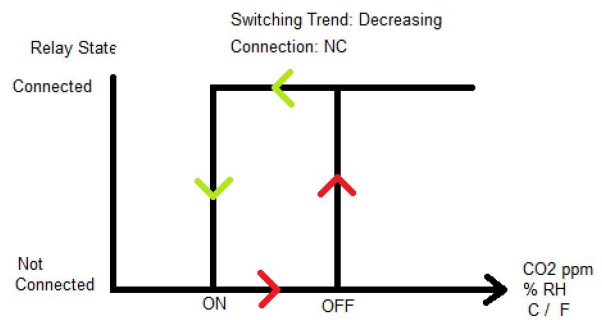 Switching Trend: Decreasing
Connection: NC
Relay State
Connected
Not
Connected
ON
OFF
CO2 ppm
% RH
C / F